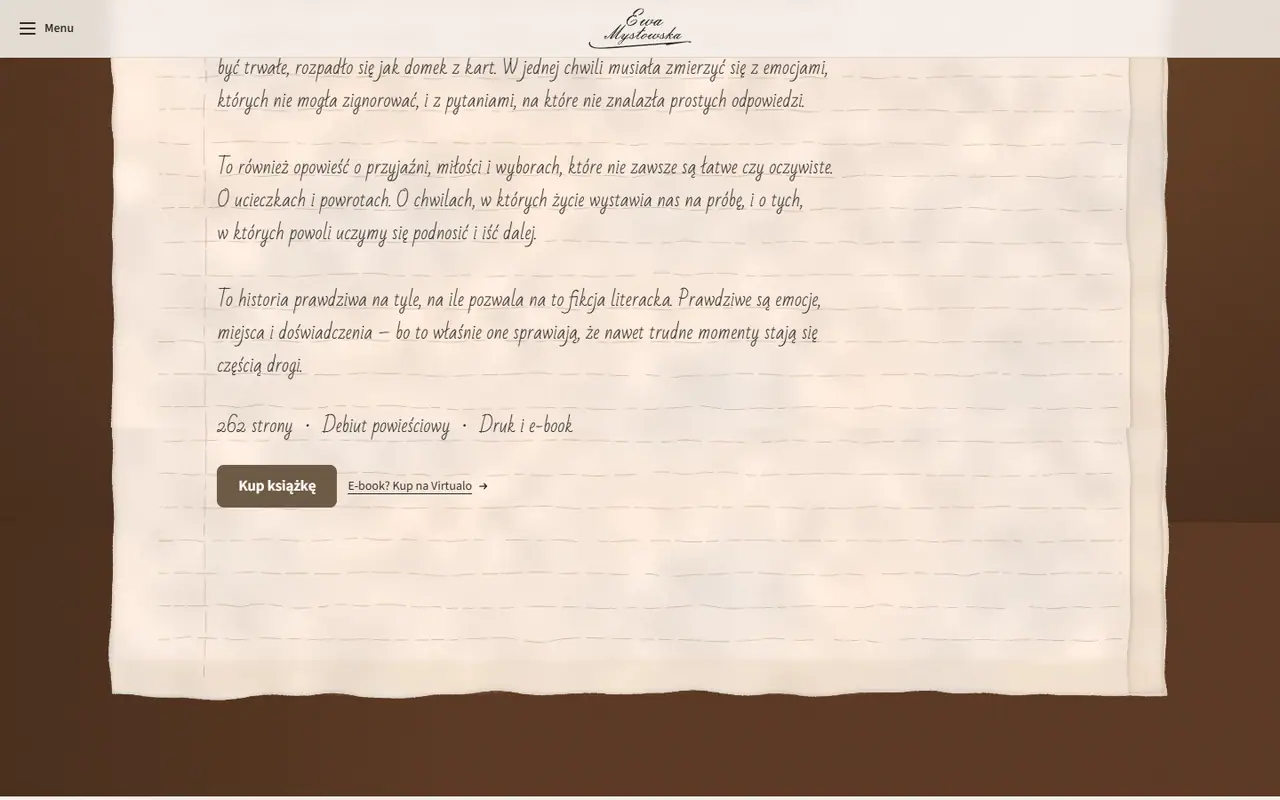 Menu
Ewa
Mysłowska
być trwałe, rozpadło się jak domek z kart. W jednej chwili musiała zmierzyć się z emocjami,
których nie mogła zignorować, i z pytaniami, na które nie znalazła prostych odpowiedzi.
To również opowieść o przyjaźni, miłości i wyborach, które nie zawsze są łatwe czy oczywiste.
O ucieczkach i powrotach. O chwilach, w których życie wystawia nas na próbę, i o tych,
w których powoli uczymy się podnosić i iść dalej.
To historia prawdziwa na tyle, na ile pozwala na to fikcja literacka. Prawdziwe są emocje,
miejsca i doświadczenia – bo to właśnie one sprawiają, że nawet trudne momenty stają się
częścią drogi.
262 strony · Debiut powieściowy · Druk i e-book
Kup książkę
E-book? Kup na Virtualo →